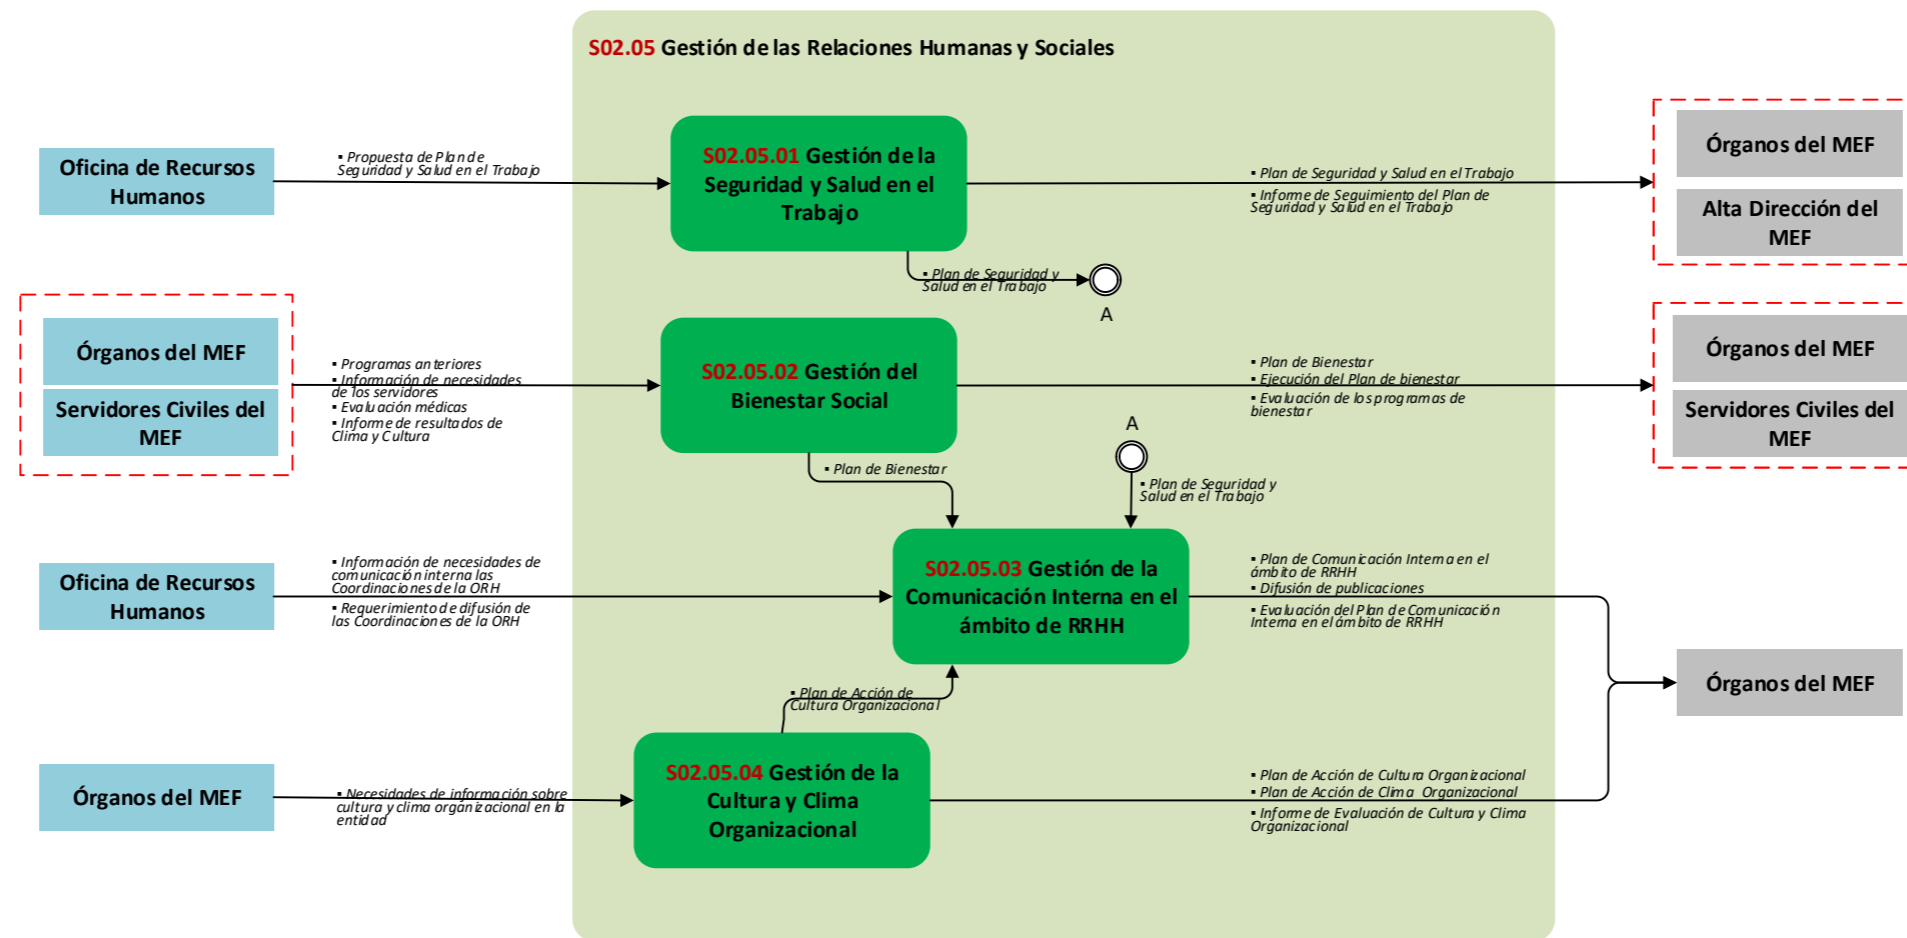 S02.05 Gestión de las Relaciones Humanas y Sociales
Oficina de Recursos
Humanos
▪ Propuesta de Plan de
Seguridad y Salud en el Trabajo
S02.05.01 Gestión de la
Seguridad y Salud en el
Trabajo
▪ Plan de Seguridad y Salud en el Trabajo
▪ Informe de Seguimiento del Plan de
Seguridad y Salud en el Trabajo
Órganos del MEF
Alta Dirección del
MEF
▪ Plan de Seguridad y
Salud en el Trabajo
A
Órganos del MEF
Servidores Civiles del
MEF
▪ Programas anteriores
▪ Información de necesidades
de los servidores
▪ Evaluación médicas
▪ Informe de resultados de
Clima y Cultura
S02.05.02 Gestión del
Bienestar Social
▪ Plan de Bienestar
▪ Ejecución del Plan de bienestar
▪ Evaluación de los programas de
bienestar
Órganos del MEF
Servidores Civiles del
MEF
▪ Plan de Bienestar
A
▪ Plan de Seguridad y
Salud en el Trabajo
Oficina de Recursos
Humanos
▪ Información de necesidades de
comunicación interna las
Coordinaciones de la ORH
▪ Requerimiento de difusión de
las Coordinaciones de la ORH
S02.05.03 Gestión de la
Comunicación Interna en el
ámbito de RRHH
▪ Plan de Comunicación Interna en el
ámbito de RRHH
▪ Difusión de publicaciones
▪ Evaluación del Plan de Comunicación
Interna en el ámbito de RRHH
Órganos del MEF
▪ Plan de Acción de
Cultura Organizacional
Órganos del MEF
▪ Necesidades de información sobre
cultura y clima organizacional en la
entidad
S02.05.04 Gestión de la
Cultura y Clima
Organizacional
▪ Plan de Acción de Cultura Organizacional
▪ Plan de Acción de Clima Organizacional
▪ Informe de Evaluación de Cultura y Clima
Organizacional